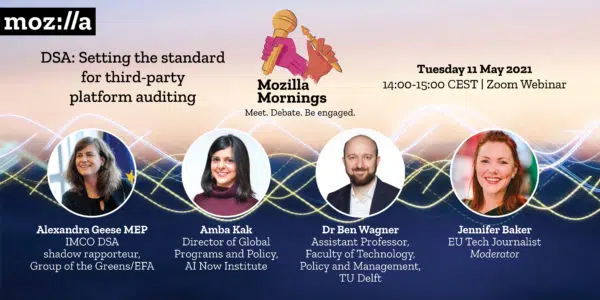 moz://a
DSA: Setting the standard
for third-party
platform auditing
Mozilla
Mornings
Meet. Debate. Be engaged.
Tuesday 11 May 2021
14:00-15:00 CEST | Zoom Webinar
Alexandra Geese MEP
IMCO DSA
shadow rapporteur,
Group of the Greens/EFA
Amba Kak
Director of Global
Programs and Policy,
AI Now Institute
Dr Ben Wagner
Assistant Professor,
Faculty of Technology,
Policy and Management,
TU Delft
Jennifer Baker
EU Tech Journalist
Moderator